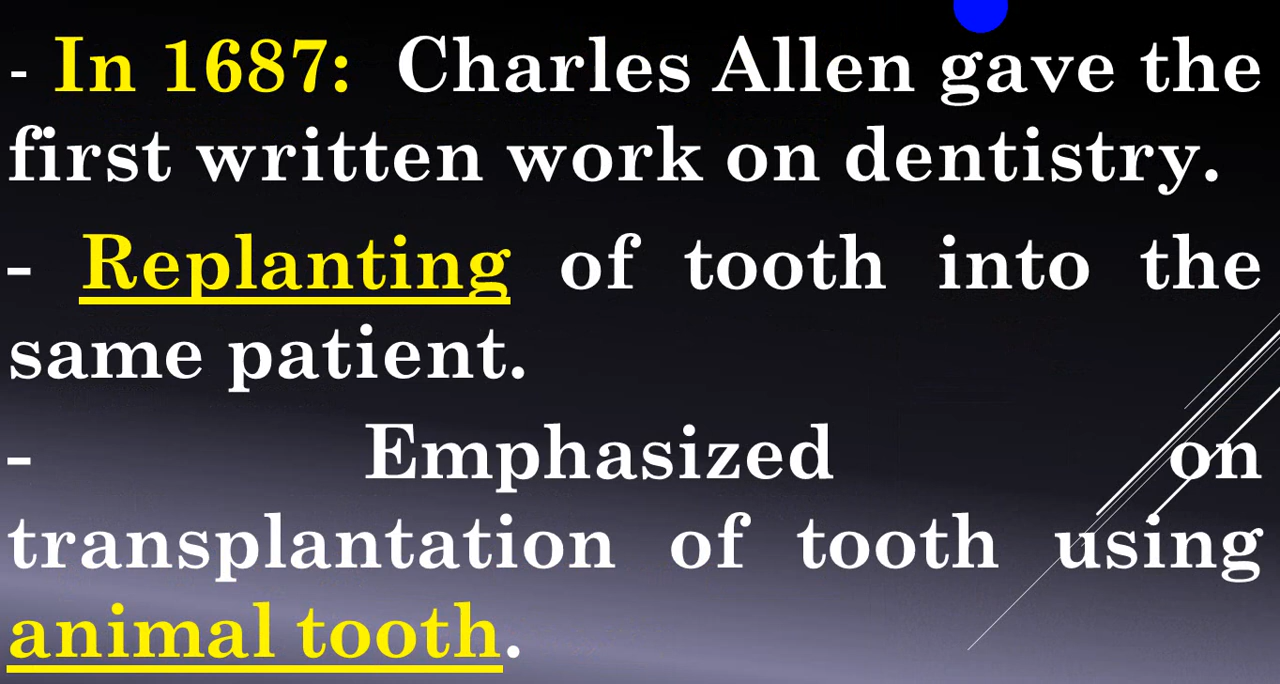 - In 1687: Charles Allen gave the
first written work on dentistry.
- Replanting of tooth into the
same patient.
- Emphasized on
transplantation of tooth using
animal tooth.